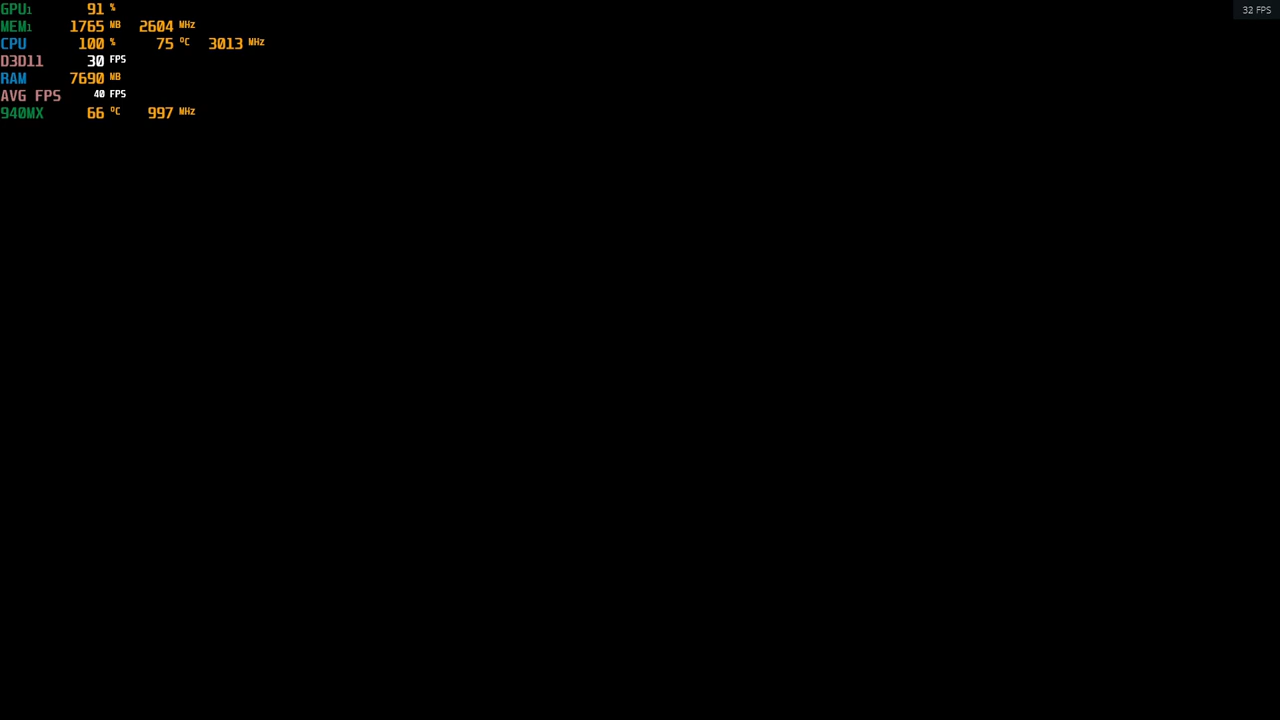 GPU1 91 %
MEM1 1765 MB 2604 MHz
CPU 100 % 75 °C 3013 MHz
D3D11 30 FPS
RAM 7690 MB
AVG FPS 40 FPS
940MX 66 °C 997 MHz
32 FPS